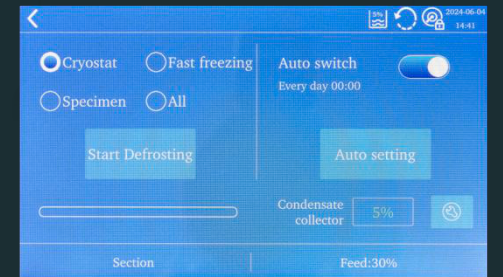 5%
2024-06-04
14:41
Cryostat
Fast freezing
Specimen
All
Auto switch
Every day 00:00
Start Defrosting
Auto setting
Condensate
collector
5%
Section
Feed:30%